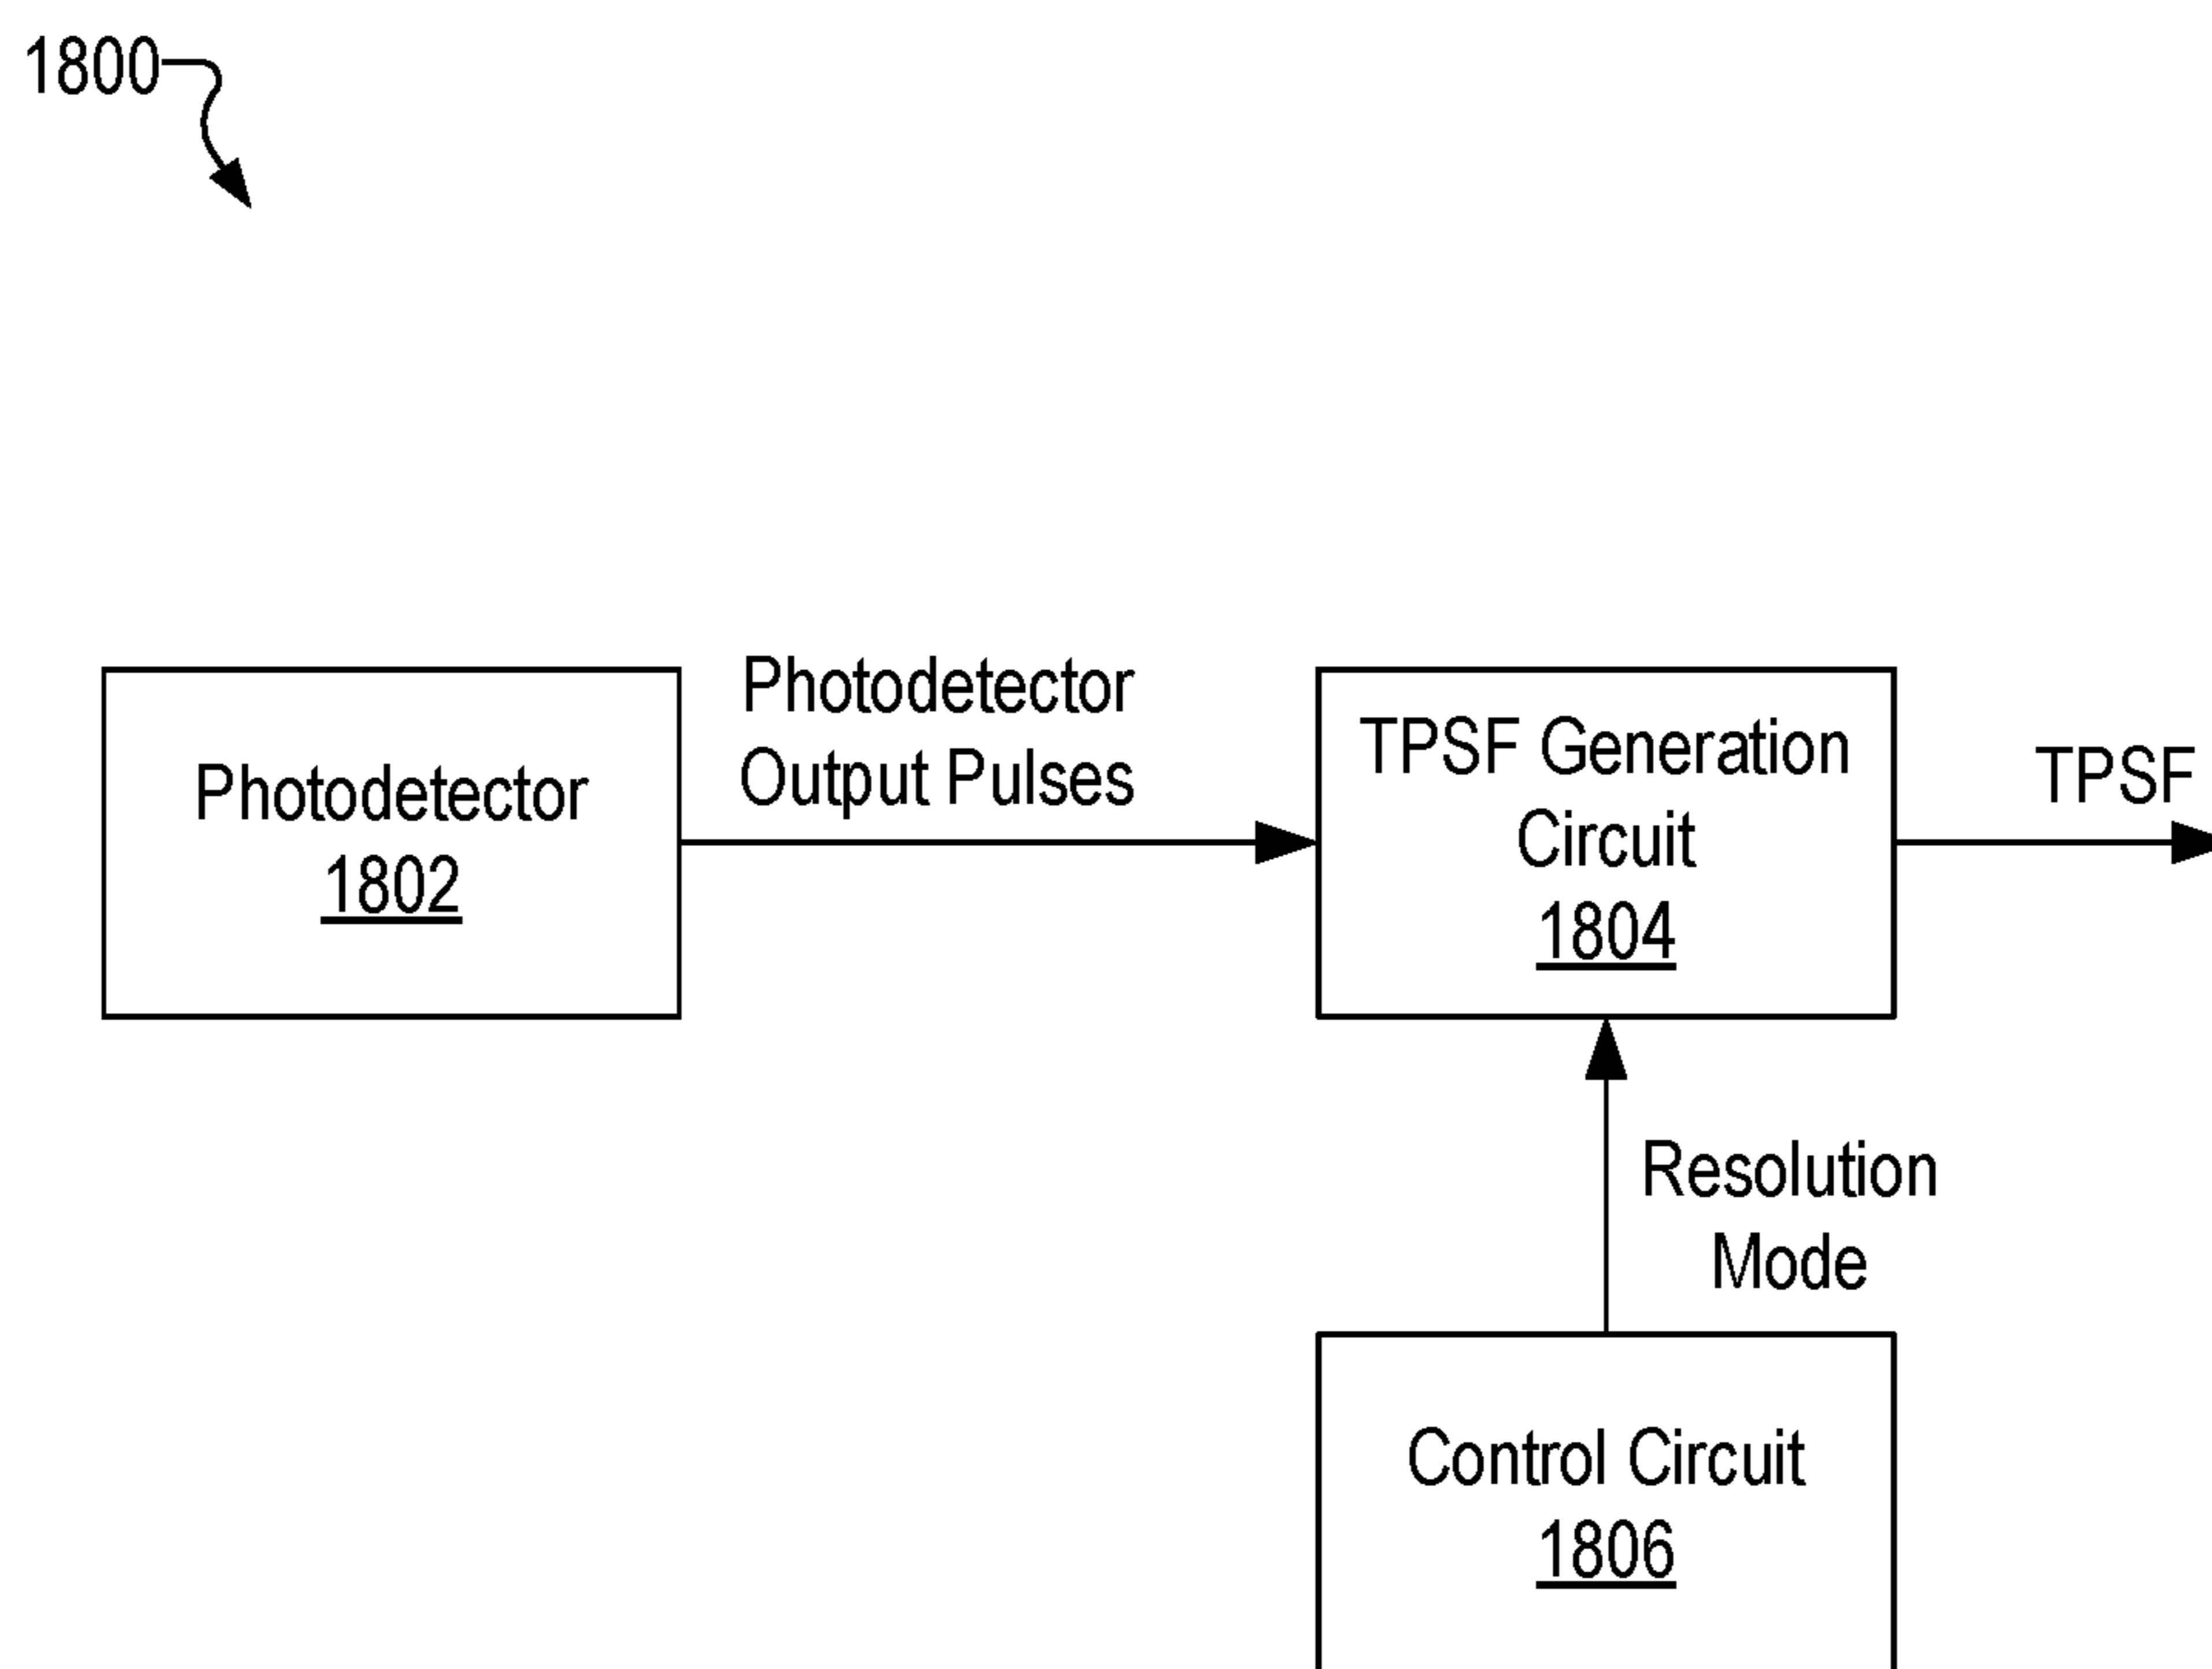 1800
Photodetector
1802
Photodetector
Output Pulses
TPSF Generation
Circuit
1804
TPSF
Resolution
Mode
Control Circuit
1806